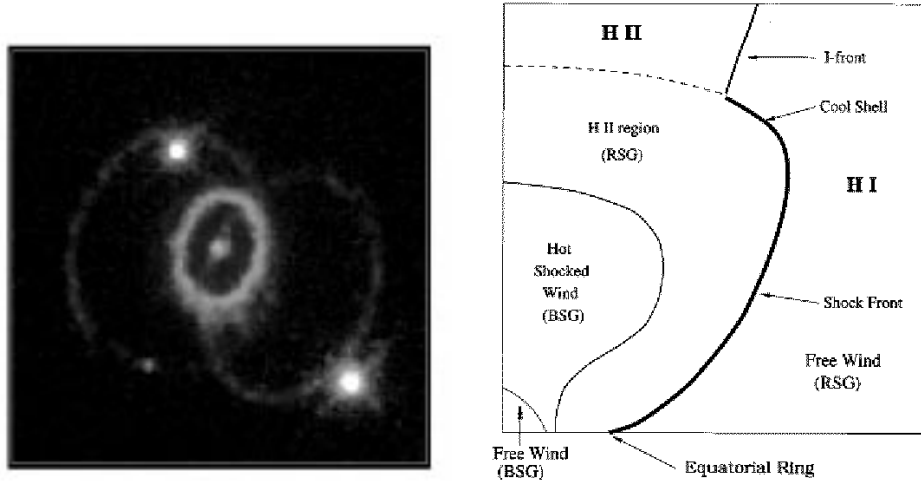 H II
I-front
Cool Shell
H II region
(RSG)
H I
Hot
Shocked
Wind
(BSG)
Shock Front
Free Wind
(RSG)
Free Wind
(BSG)
Equatorial Ring